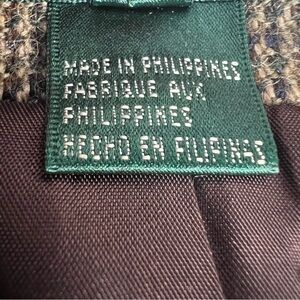 MADE IN PHILIPPINES
FABRIQUE AUX
PHILIPPINES
HECHO EN FILIPINAS